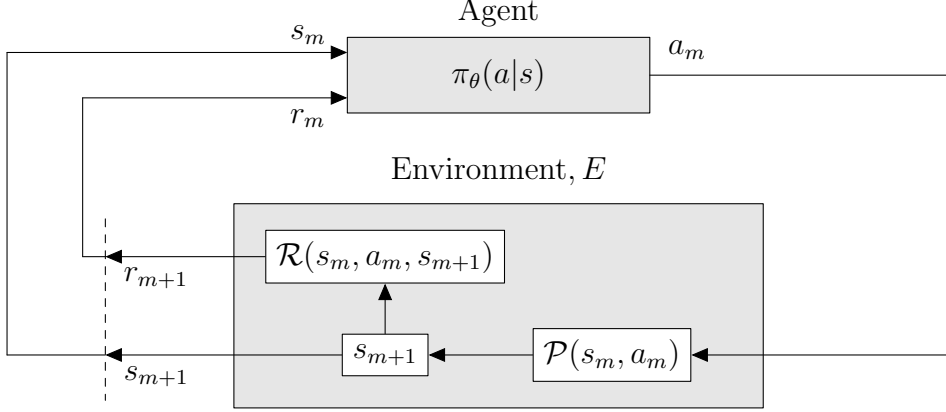 Agent
s_m
a_m
π_θ(a|s)
r_m
Environment, E
ℛ(s_m, a_m, s_{m+1})
r_{m+1}
s_{m+1}
𝒫(s_m, a_m)
s_{m+1}